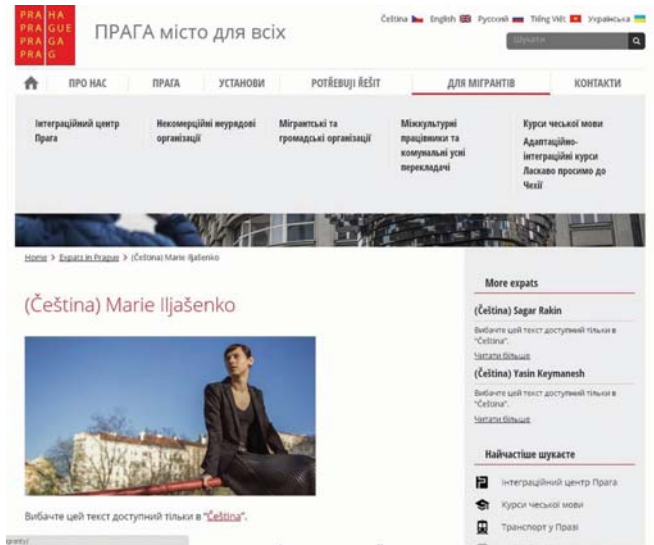 PRA HA
PRA GUE
PRA GA
PRA G
ПРАГА місто для всіх
Čeština English Русский Tiếng Việt Українська
Шукати
ПРО НАС ПРАГА УСТАНОВИ POTŘEBUJI ŘEŠIT ДЛЯ МІГРАНТІВ КОНТАКТИ
Інтеграційний центр
Прага
Некомерційні неурядові
організації
Мігрантські та
громадські організації
Міжкультурні
працівники та
комунальні усні
перекладачі
Курси чеської мови
Адаптаційно-
інтеграційні курси
Ласкаво просимо до
Чехії
Home > Expats in Prague > (Čeština) Marie Iljašenko
(Čeština) Marie Iljašenko
Вибачте цей текст доступний тільки в “Čeština”.
More expats
(Čeština) Sagar Rakin
Вибачте цей текст доступний тільки в
“Čeština”.
Читати більше
(Čeština) Yasin Keymanesh
Вибачте цей текст доступний тільки в
“Čeština”.
Читати більше
Найчастіше шукаєте
Інтеграційний центр Прага
Курси чеської мови
Транспорт у Празі